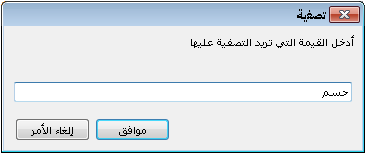 تصفية
أدخل القيمة التي تريد التصفية عليها
حسم
موافق
إلغاء الأمر